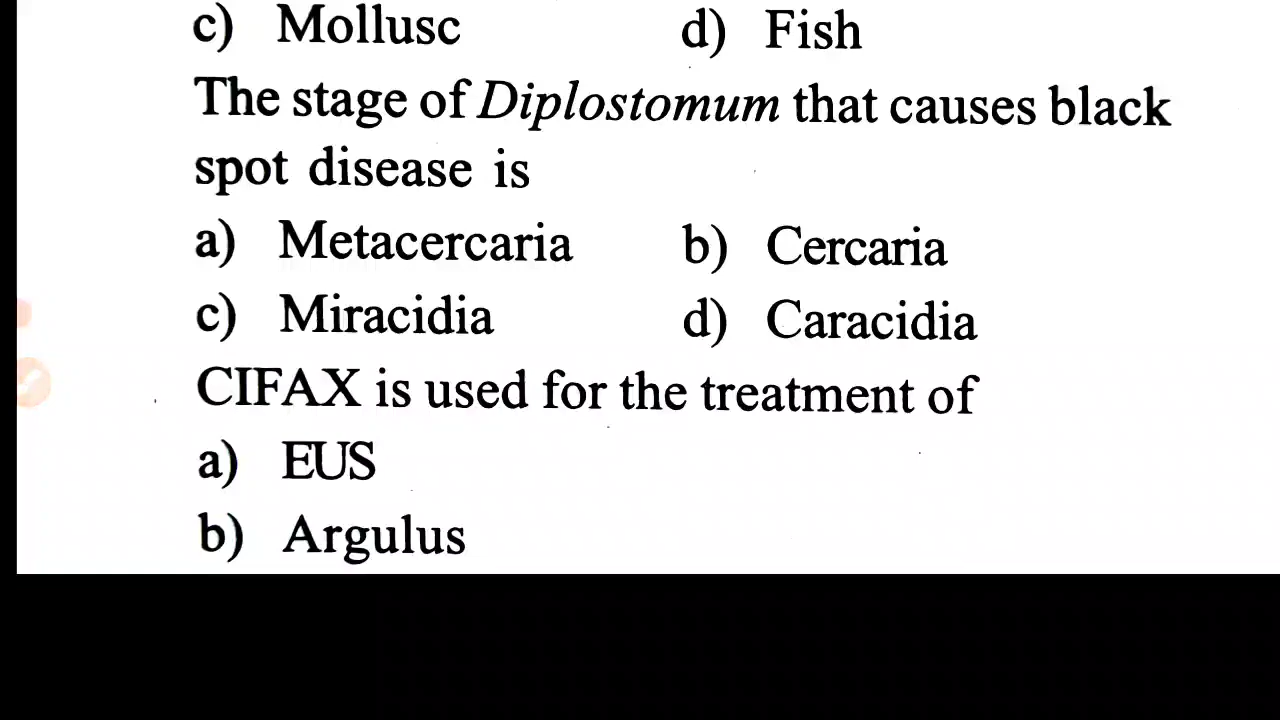 c) Mollusc d) Fish
The stage of Diplostomum that causes black
spot disease is
a) Metacercaria b) Cercaria
c) Miracidia d) Caracidia
CIFAX is used for the treatment of
a) EUS
b) Argulus